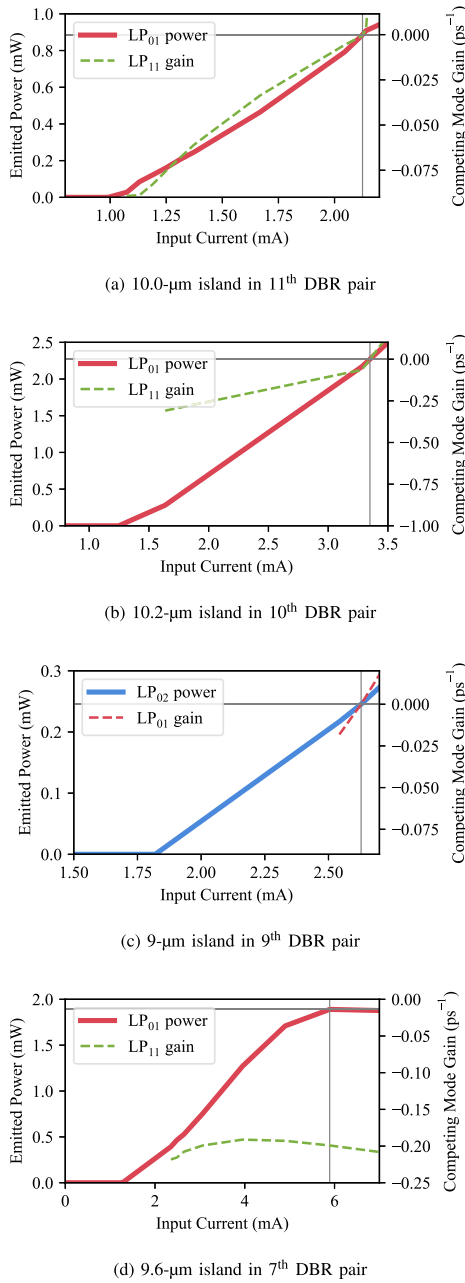 1.0
0.8
0.6
0.4
0.2
0.0
Emitted Power (mW)
LP₀₁ power
LP₁₁ gain
0.000
−0.025
−0.050
−0.075
Competing Mode Gain (ps⁻¹)
1.00 1.25 1.50 1.75 2.00
Input Current (mA)
(a) 10.0-μm island in 11ᵗʰ DBR pair
2.5
2.0
1.5
1.0
0.5
0.0
Emitted Power (mW)
LP₀₁ power
LP₁₁ gain
0.00
−0.25
−0.50
−0.75
−1.00
Competing Mode Gain (ps⁻¹)
1.0 1.5 2.0 2.5 3.0 3.5
Input Current (mA)
(b) 10.2-μm island in 10ᵗʰ DBR pair
0.3
0.2
0.1
0.0
Emitted Power (mW)
LP₀₂ power
LP₀₁ gain
0.000
−0.025
−0.050
−0.075
Competing Mode Gain (ps⁻¹)
1.50 1.75 2.00 2.25 2.50
Input Current (mA)
(c) 9-μm island in 9ᵗʰ DBR pair
2.0
1.5
1.0
0.5
0.0
Emitted Power (mW)
LP₀₁ power
LP₁₁ gain
0.00
−0.05
−0.10
−0.15
−0.20
−0.25
Competing Mode Gain (ps⁻¹)
0 2 4 6
Input Current (mA)
(d) 9.6-μm island in 7ᵗʰ DBR pair